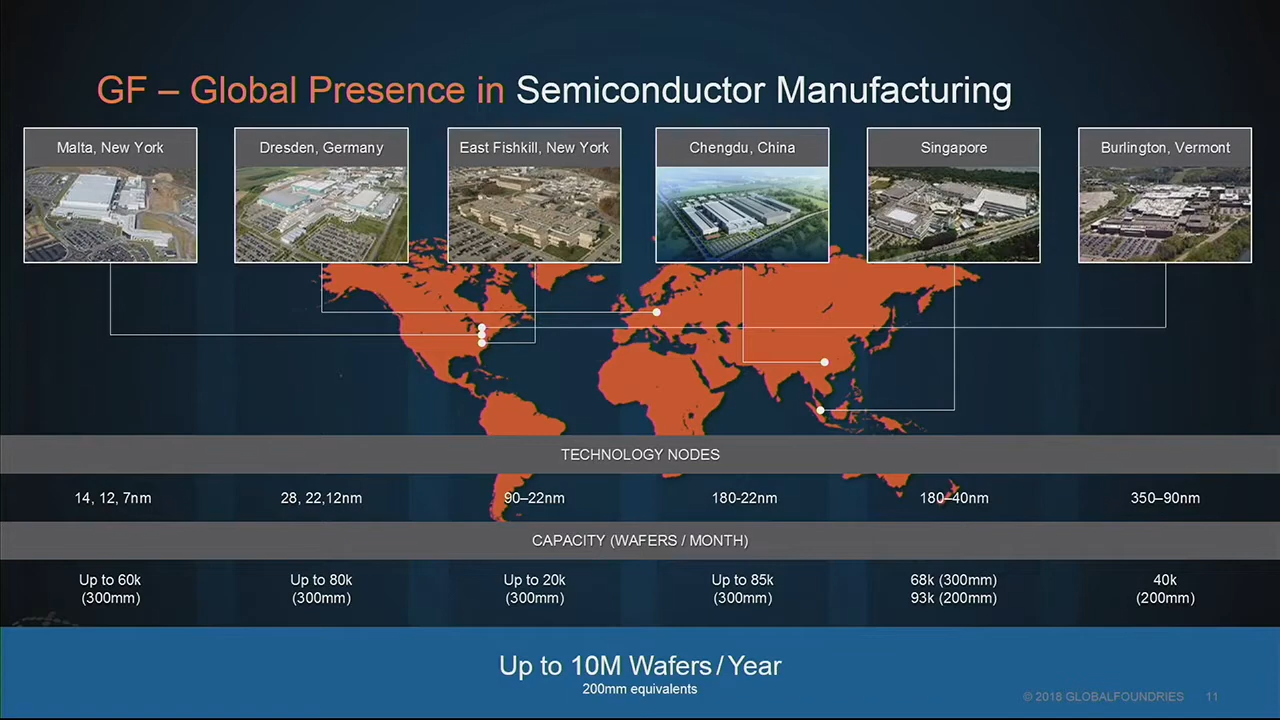 GF – Global Presence in Semiconductor Manufacturing
Malta, New York
Dresden, Germany
East Fishkill, New York
Chengdu, China
Singapore
Burlington, Vermont
TECHNOLOGY NODES
14, 12, 7nm
28, 22,12nm
90–22nm
180-22nm
180–40nm
350–90nm
CAPACITY (WAFERS / MONTH)
Up to 60k
(300mm)
Up to 80k
(300mm)
Up to 20k
(300mm)
Up to 85k
(300mm)
68k (300mm)
93k (200mm)
40k
(200mm)
Up to 10M Wafers / Year
200mm equivalents
© 2018 GLOBALFOUNDRIES 11